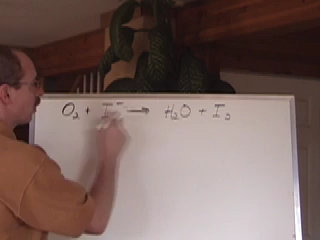 O₂ + I⁻ → H₂O + I₂